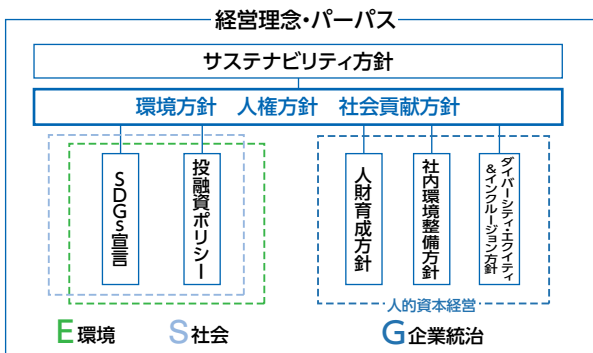 経営理念・パーパス
サステナビリティ方針
環境方針 人権方針 社会貢献方針
SDGs宣言
投融資ポリシー
人財育成方針
社内環境整備方針
ダイバーシティ・エクイティ
&インクルージョン方針
人的資本経営
E環境 S社会 G企業統治